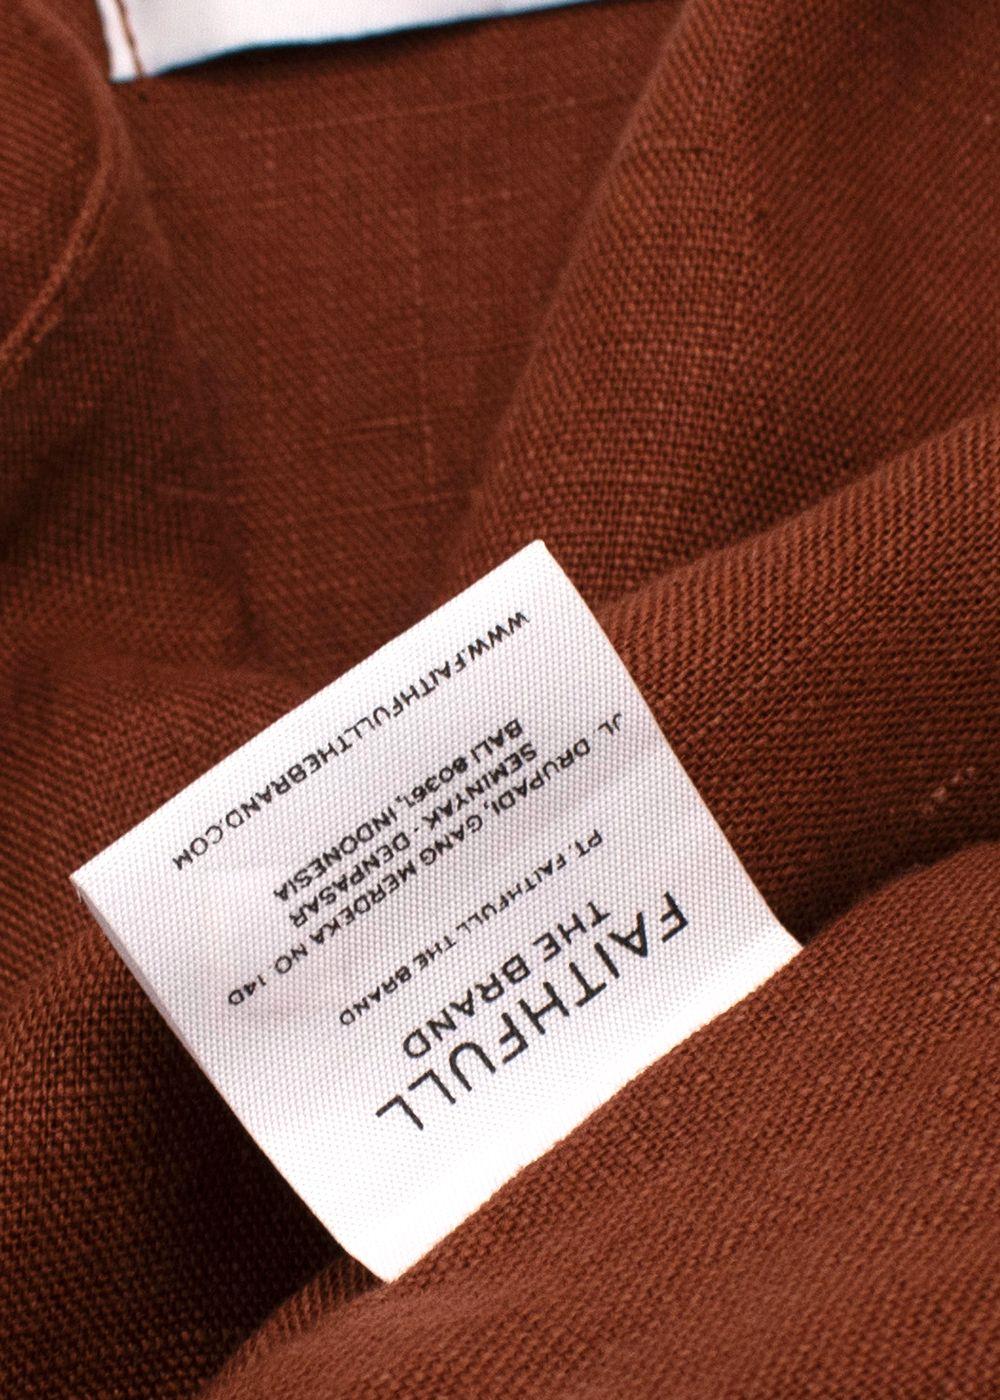 FAITHFULL
THE BRAND
PT. FAITHFULL THE BRAND
JL. DRUPADI, GANG MERDEKA NO 14D
SEMINYAK - DENPASAR
BALI 80361, INDONESIA
WWW.FAITHFULLTHEBRAND.COM